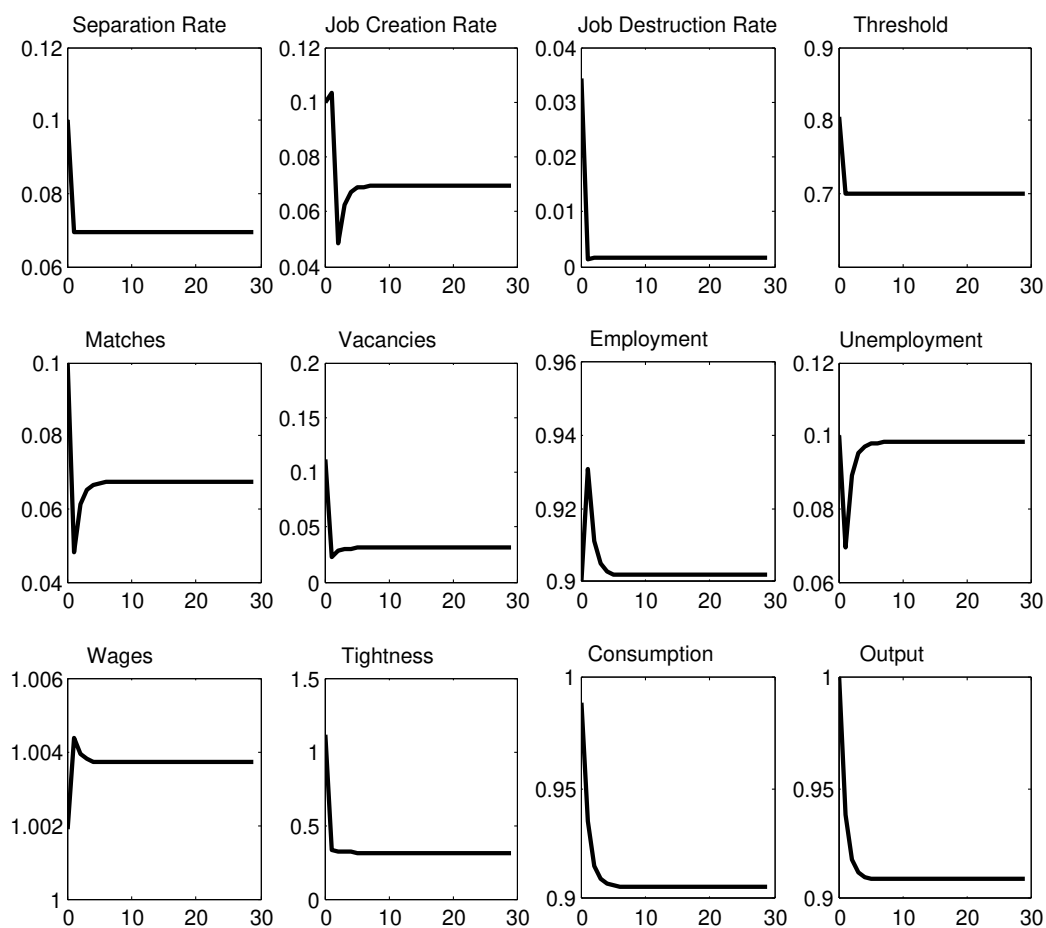 Separation Rate Job Creation Rate Job Destruction Rate Threshold
0.12 0.12 0.04 0.9
0.1 0.1 0.03 0.8
0.08 0.08 0.02 0.7
0.06 0.06 0.01
0.04 0
0 10 20 30 0 10 20 30 0 10 20 30 0 10 20 30
Matches Vacancies Employment Unemployment
0.1 0.2 0.96 0.12
0.08 0.15 0.94 0.1
0.06 0.1 0.92 0.08
0.04 0.05 0.9 0.06
0
0 10 20 30 0 10 20 30 0 10 20 30 0 10 20 30
Wages Tightness Consumption Output
1.006 1.5 1 1
1.004 1 0.95 0.95
1.002 0.5 0.9 0.9
1 0
0 10 20 30 0 10 20 30 0 10 20 30 0 10 20 30